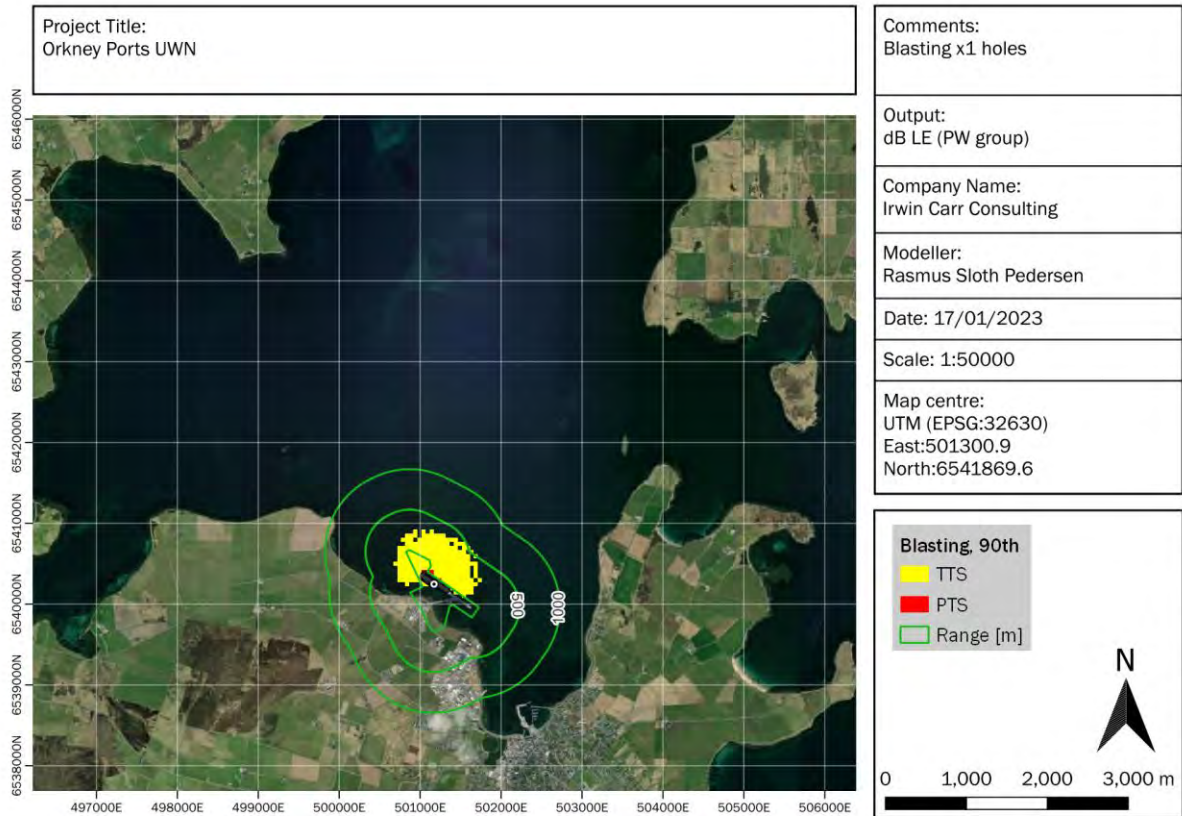 Project Title:
Orkney Ports UWN
Comments:
Blasting x1 holes
Output:
dB LE (PW group)
Company Name:
Irwin Carr Consulting
Modeller:
Rasmus Sloth Pedersen
Date: 17/01/2023
Scale: 1:50000
Map centre:
UTM (EPSG:32630)
East:501300.9
North:6541869.6
6546000N
6545000N
6544000N
6543000N
6542000N
6541000N
6540000N
6539000N
6538000N
500
1000
497000E
498000E
499000E
500000E
501000E
502000E
503000E
504000E
505000E
506000E
Blasting, 90th
TTS
PTS
Range [m]
N
0 1,000 2,000 3,000 m